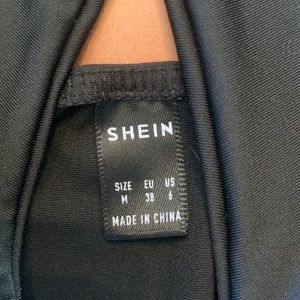 SHEIN
SIZE EU US
M 38 6
MADE IN CHINA